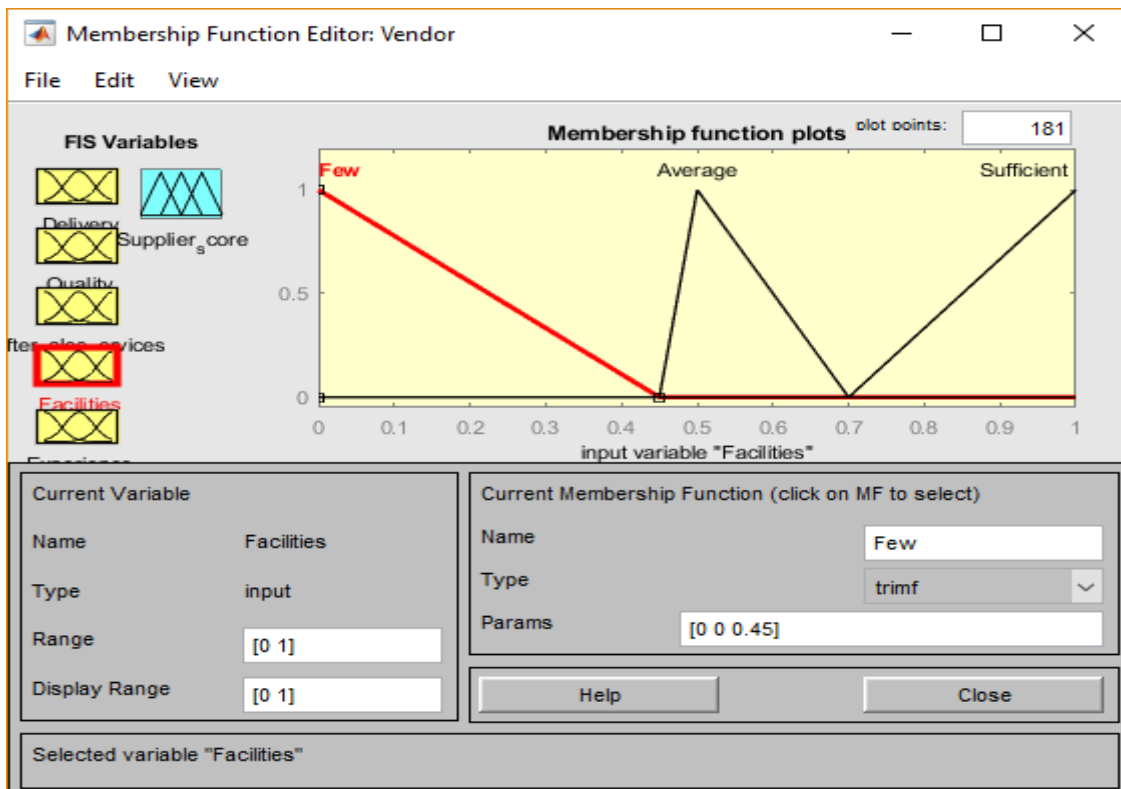 Membership Function Editor: Vendor
File Edit View
FIS Variables
Delivery
Quality
Facilities
Supplier_score
Membership function plots
plot points: 181
Few Average Sufficient
1
0.5
0
0 0.1 0.2 0.3 0.4 0.5 0.6 0.7 0.8 0.9 1
input variable "Facilities"
Current Variable
Name Facilities
Type input
Range [0 1]
Display Range [0 1]
Current Membership Function (click on MF to select)
Name Few
Type trimf
Params [0 0 0.45]
Help Close
Selected variable "Facilities"